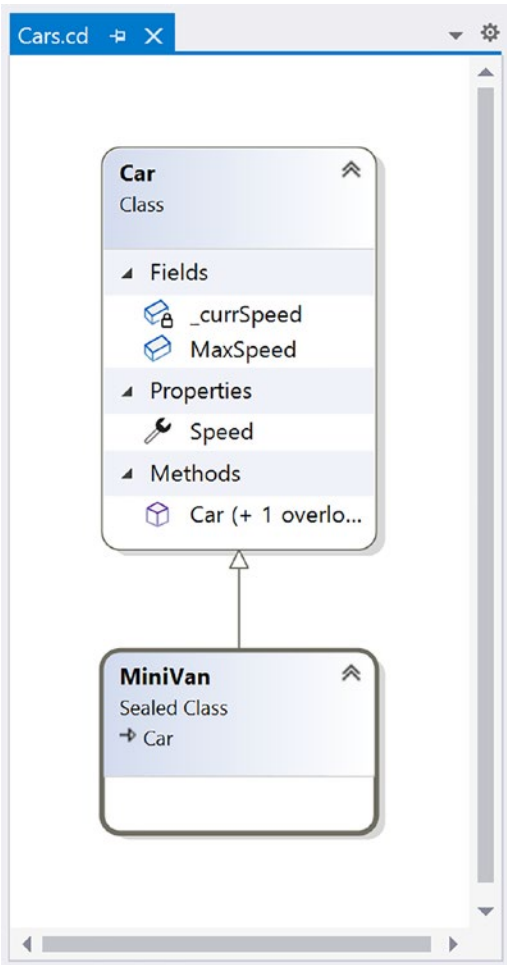 Cars.cd
Car
Class
Fields
_currSpeed
MaxSpeed
Properties
Speed
Methods
Car (+ 1 overlo...
MiniVan
Sealed Class
Car